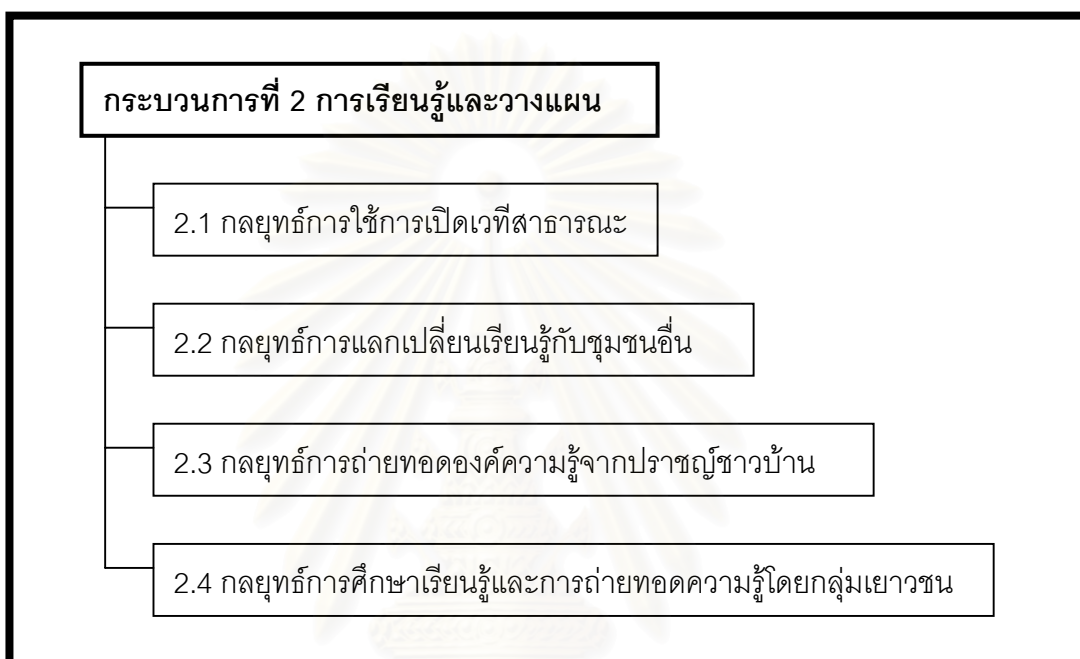 กระบวนการที่ 2 การเรียนรู้และวางแผน
2.1 กลยุทธ์การใช้การเปิดเวทีสาธารณะ
2.2 กลยุทธ์การแลกเปลี่ยนเรียนรู้กับชุมชนอื่น
2.3 กลยุทธ์การถ่ายทอดองค์ความรู้จากปราชญ์ชาวบ้าน
2.4 กลยุทธ์การศึกษาเรียนรู้และการถ่ายทอดความรู้โดยกลุ่มเยาวชน